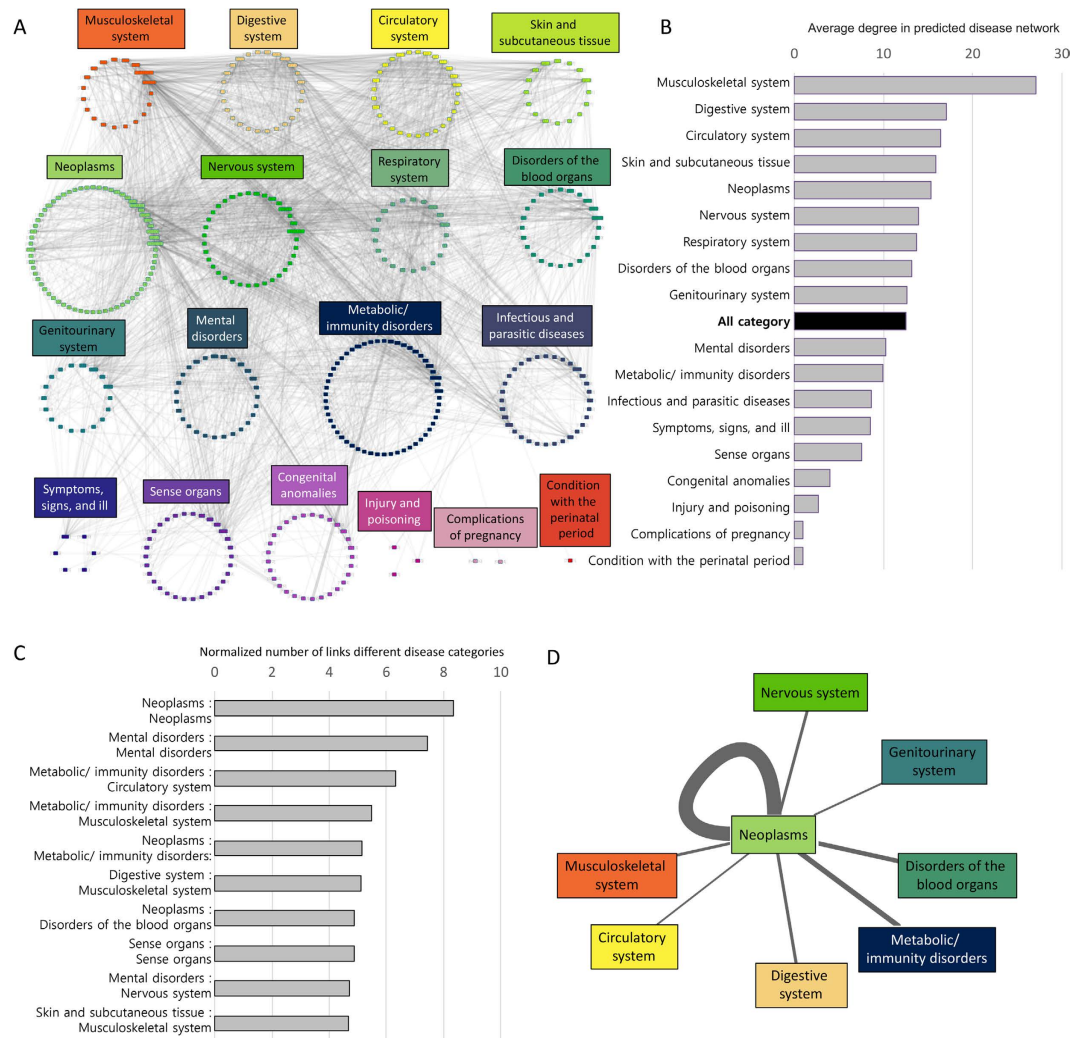 A
Musculoskeletal
system
Digestive
system
Circulatory
system
Skin and
subcutaneous tissue
Neoplasms
Nervous system
Respiratory
system
Disorders of the
blood organs
Genitourinary
system
Mental
disorders
Metabolic/
immunity disorders
Infectious and
parasitic diseases
Symptoms,
signs, and ill
Sense organs
Congenital
anomalies
Injury and
poisoning
Complications
of pregnancy
Condition
with the
perinatal
period
B
Average degree in predicted disease network
0 10 20 30
Musculoskeletal system
Digestive system
Circulatory system
Skin and subcutaneous tissue
Neoplasms
Nervous system
Respiratory system
Disorders of the blood organs
Genitourinary system
All category
Mental disorders
Metabolic/ immunity disorders
Infectious and parasitic diseases
Symptoms, signs, and ill
Sense organs
Congenital anomalies
Injury and poisoning
Complications of pregnancy
Condition with the perinatal period
C
Normalized number of links different disease categories
0 2 4 6 8 10
Neoplasms :
Neoplasms
Mental disorders :
Mental disorders
Metabolic/ immunity disorders :
Circulatory system
Metabolic/ immunity disorders :
Musculoskeletal system
Neoplasms :
Metabolic/ immunity disorders:
Digestive system :
Musculoskeletal system
Neoplasms :
Disorders of the blood organs
Sense organs :
Sense organs
Mental disorders :
Nervous system
Skin and subcutaneous tissue :
Musculoskeletal system
D
Nervous system
Genitourinary
system
Neoplasms
Musculoskeletal
system
Disorders of the
blood organs
Circulatory
system
Metabolic/
immunity disorders
Digestive
system